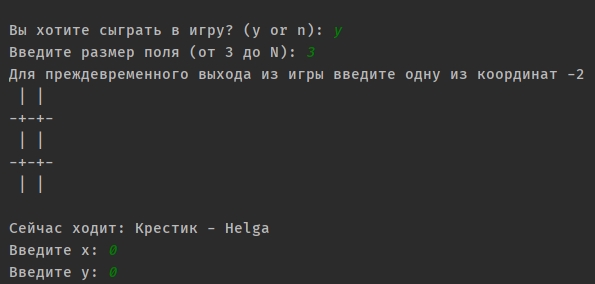 Вы хотите сыграть в игру? (y or n): y
Введите размер поля (от 3 до N): 3
Для преждевременного выхода из игры введите одну из координат -2
 | |
-+-+-
 | |
-+-+-
 | |
Сейчас ходит: Крестик - Helga
Введите x: 0
Введите y: 0